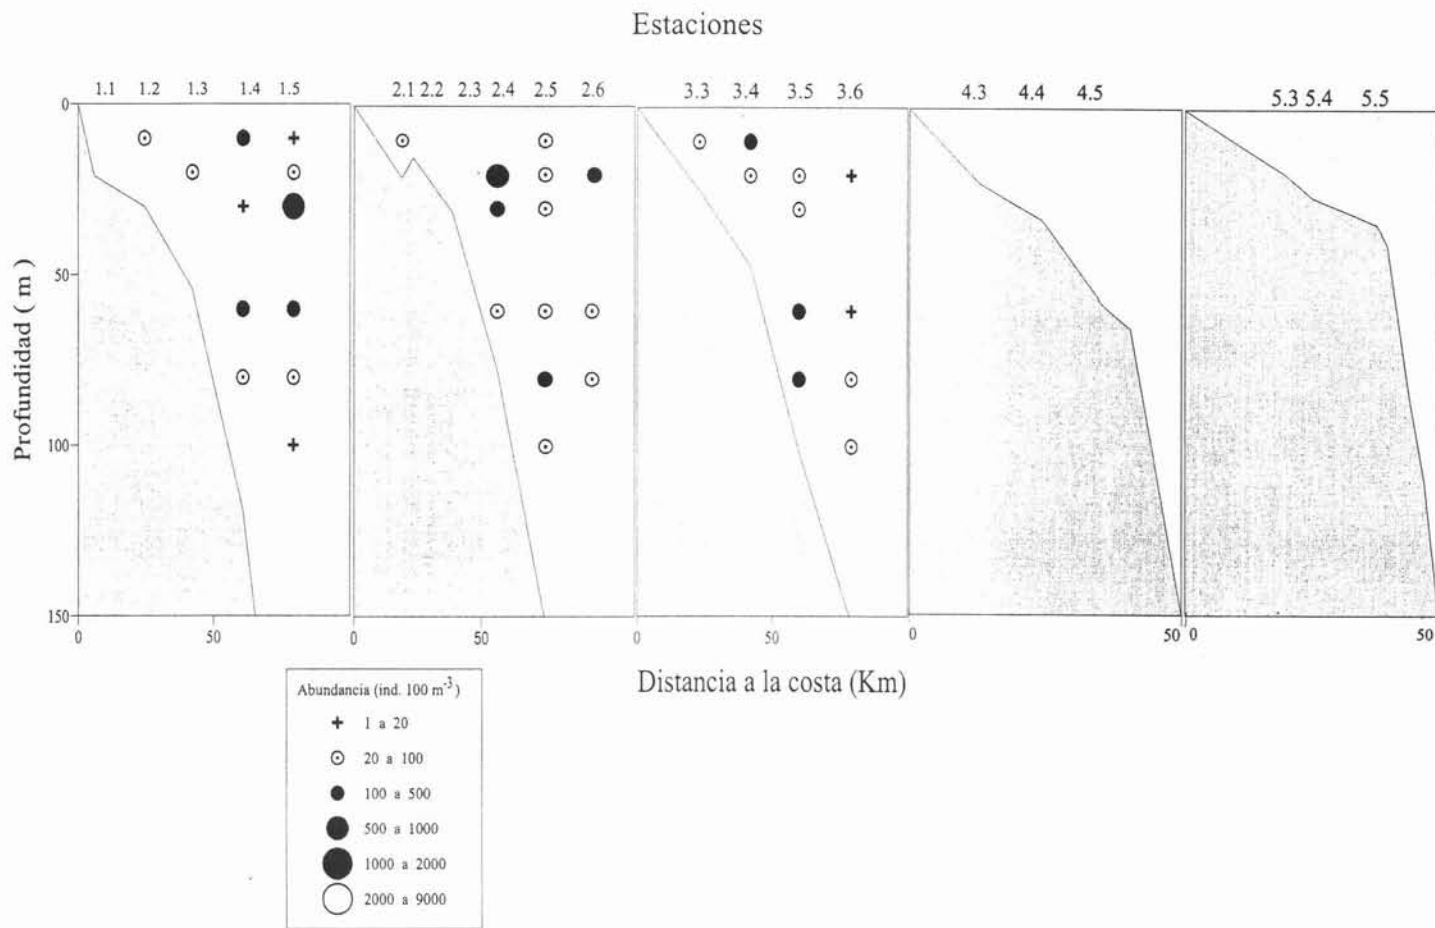 Estaciones
1.1 1.2 1.3 1.4 1.5 2.1 2.2 2.3 2.4 2.5 2.6 3.3 3.4 3.5 3.6 4.3 4.4 4.5 5.3 5.4 5.5
0
50
100
150
Profundidad ( m )
0 50 0 50 0 50 0 50 0 50
Distancia a la costa (Km)
Abundancia (ind. 100 m⁻³)
1 a 20
20 a 100
100 a 500
500 a 1000
1000 a 2000
2000 a 9000